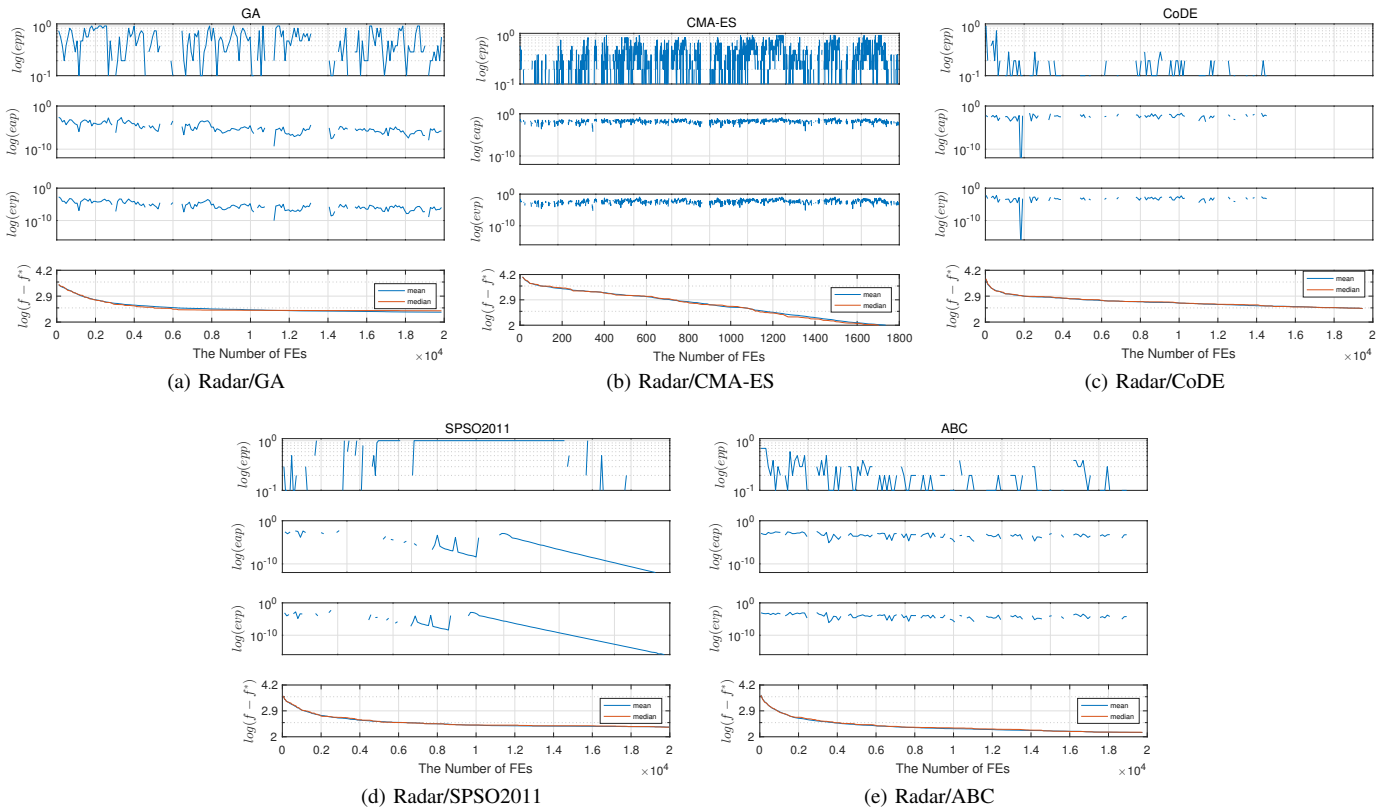 GA
log(epp)
10^0
10^-1
log(eap)
10^0
10^-10
log(evp)
10^0
10^-10
log(f − f*)
4.2
2.9
2
mean
median
0 0.2 0.4 0.6 0.8 1 1.2 1.4 1.6 1.8 2
The Number of FEs
×10^4
(a) Radar/GA
CMA-ES
log(epp)
10^0
10^-1
log(eap)
10^0
10^-10
log(evp)
10^0
10^-10
log(f − f*)
4.2
2.9
2
mean
median
0 200 400 600 800 1000 1200 1400 1600 1800
The Number of FEs
(b) Radar/CMA-ES
CoDE
log(epp)
10^0
10^-1
log(eap)
10^0
10^-10
log(evp)
10^0
10^-10
log(f − f*)
4.2
2.9
2
mean
median
0 0.2 0.4 0.6 0.8 1 1.2 1.4 1.6 1.8 2
The Number of FEs
×10^4
(c) Radar/CoDE
SPSO2011
log(epp)
10^0
10^-1
log(eap)
10^0
10^-10
log(evp)
10^0
10^-10
log(f − f*)
4.2
2.9
2
mean
median
0 0.2 0.4 0.6 0.8 1 1.2 1.4 1.6 1.8 2
The Number of FEs
×10^4
(d) Radar/SPSO2011
ABC
log(epp)
10^0
10^-1
log(eap)
10^0
10^-10
log(evp)
10^0
10^-10
log(f − f*)
4.2
2.9
2
mean
median
0 0.2 0.4 0.6 0.8 1 1.2 1.4 1.6 1.8 2
The Number of FEs
×10^4
(e) Radar/ABC